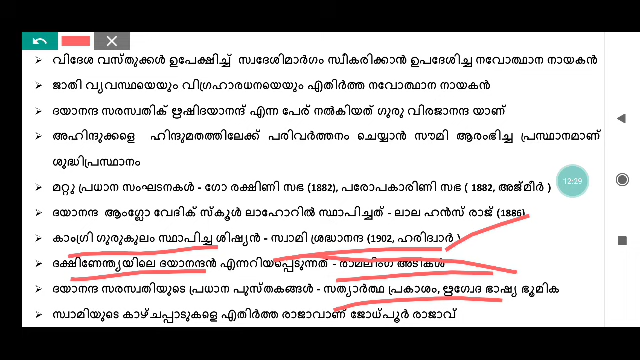 ➤ വിദേശ വസ്തുക്കൾ ഉപേക്ഷിച്ച് സ്വദേശിമാർഗം സ്വീകരിക്കാൻ ഉപദേശിച്ച നവോത്ഥാന നായകൻ
➤ ജാതി വ്യവസ്ഥയെയും വിഗ്രഹാരാധനയെയും എതിർത്ത നവോത്ഥാന നായകൻ
➤ ദയാനന്ദ സരസ്വതിക് ഋഷിദയാനന്ദ് എന്ന പേര് നൽകിയത് ഗുരു വിരജാനന്ദ യാണ്
➤ അഹിന്ദുക്കളെ ഹിന്ദുമതത്തിലേക്ക് പരിവർത്തനം ചെയ്യാൻ സൗമി ആരംഭിച്ച പ്രസ്ഥാനമാണ്
ശുദ്ധിപ്രസ്ഥാനം
➤ മറ്റു പ്രധാന സംഘടനകൾ - ഗോ രക്ഷിണി സഭ (1882), പരോപകാരിണി സഭ ( 1882, അജ്മീർ )
12:29
➤ ദയാനന്ദ ആംഗ്ലോ വേദിക് സ്കൂൾ ലാഹോറിൽ സ്ഥാപിച്ചത് - ലാല ഹൻസ് രാജ് (1886)
➤ കാംഗ്രി ഗുരുകുലം സ്ഥാപിച്ച ശിഷ്യൻ - സ്വാമി ശ്രദ്ധാനന്ദ (1902, ഹരിദ്വാർ )
➤ ദക്ഷിണേന്ത്യയിലെ ദയാനന്ദൻ എന്നറിയപ്പെടുന്നത് - രാമലിംഗ അടികൾ
➤ ദയാനന്ദ സരസ്വതിയുടെ പ്രധാന പുസ്തകങ്ങൾ - സത്യാർത്ഥ പ്രകാശം, ഋഗ്വേദ ഭാഷ്യ ഭൂമിക
➤ സ്വാമിയുടെ കാഴ്ചപ്പാടുകളെ എതിർത്ത രാജാവാണ് ജോധ്പൂർ രാജാവ്